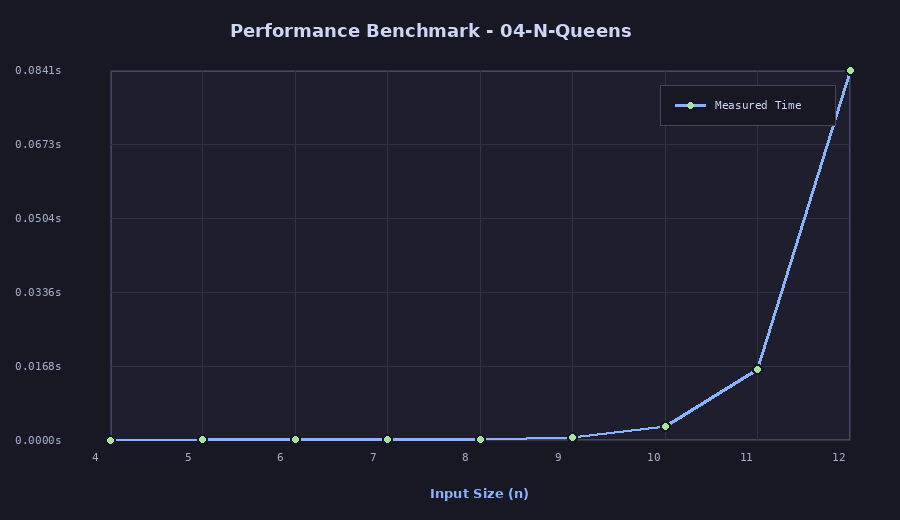 Performance Benchmark - 04-N-Queens
0.0841s
Measured Time
0.0673s
0.0504s
0.0336s
0.0168s
0.0000s
4 5 6 7 8 9 10 11 12
Input Size (n)